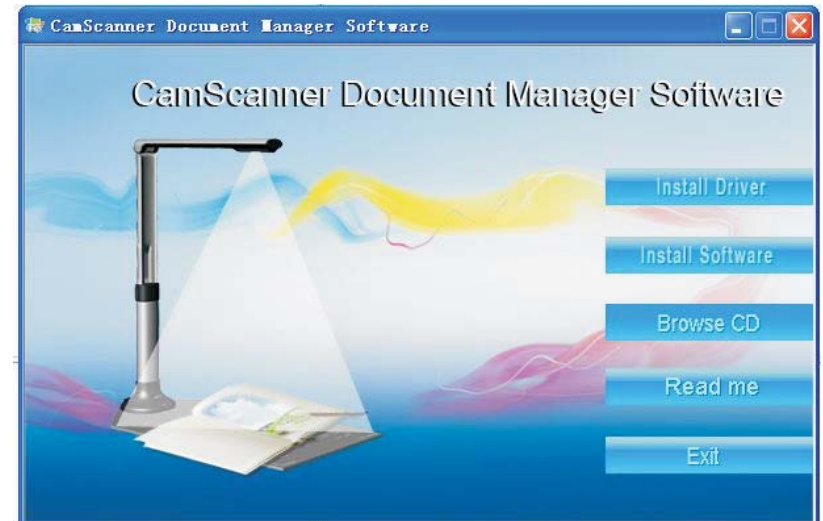 CamScanner Document Manager Software
CamScanner Document Manager Software
Install Driver
Install Software
Browse CD
Read me
Exit